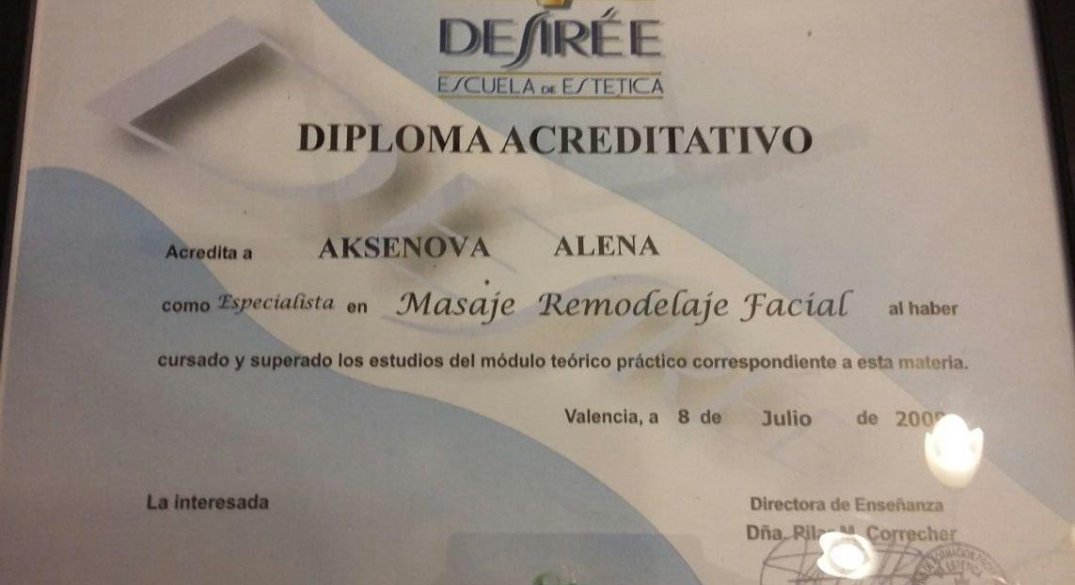 DESIRÉE
ESCUELA DE ESTETICA
DIPLOMA ACREDITATIVO
Acredita a AKSENOVA ALENA
como Especialista en Masaje Remodelaje Facial al haber
cursado y superado los estudios del módulo teórico práctico correspondiente a esta materia.
Valencia, a 8 de Julio de
La interesada
Directora de Enseñanza
Dña. Pilar M. Correcher